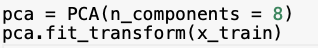 pca = PCA(n_components = 8)
pca.fit_transform(x_train)